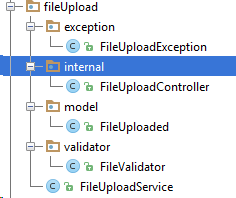 fileUpload
exception
FileUploadException
internal
FileUploadController
model
FileUploaded
validator
FileValidator
FileUploadService